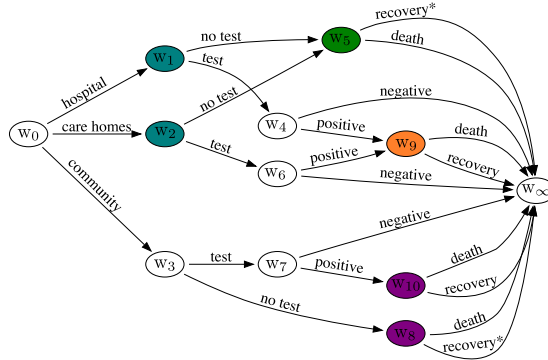 recovery*
no test
w5
death
w1
hospital
test
negative
no test
w4
positive
death
w0
care homes
w2
w9
test
positive
recovery
w6
negative
w∞
community
negative
death
w3
test
w7
positive
w10
recovery
no test
death
w8
recovery*